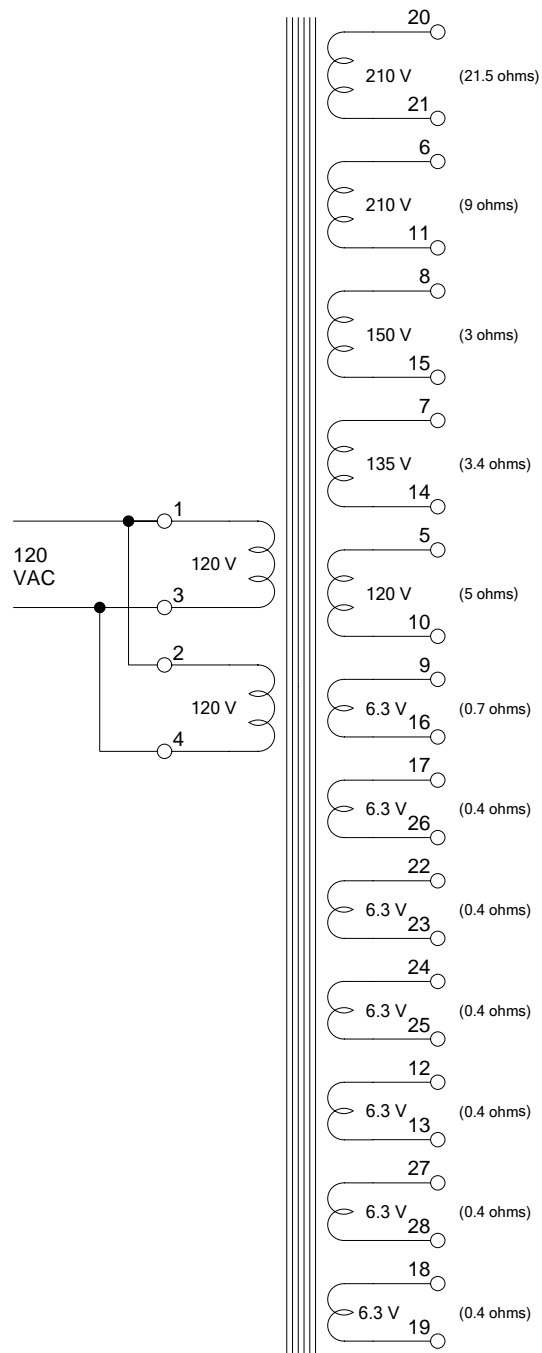 20
210 V (21.5 ohms)
21
6
210 V (9 ohms)
11
8
150 V (3 ohms)
15
7
135 V (3.4 ohms)
14
1
120 VAC
120 V
3
2
120 V
4
5
120 V (5 ohms)
10
9
6.3 V (0.7 ohms)
16
17
6.3 V (0.4 ohms)
26
22
6.3 V (0.4 ohms)
23
24
6.3 V (0.4 ohms)
25
12
6.3 V (0.4 ohms)
13
27
6.3 V (0.4 ohms)
28
18
6.3 V (0.4 ohms)
19